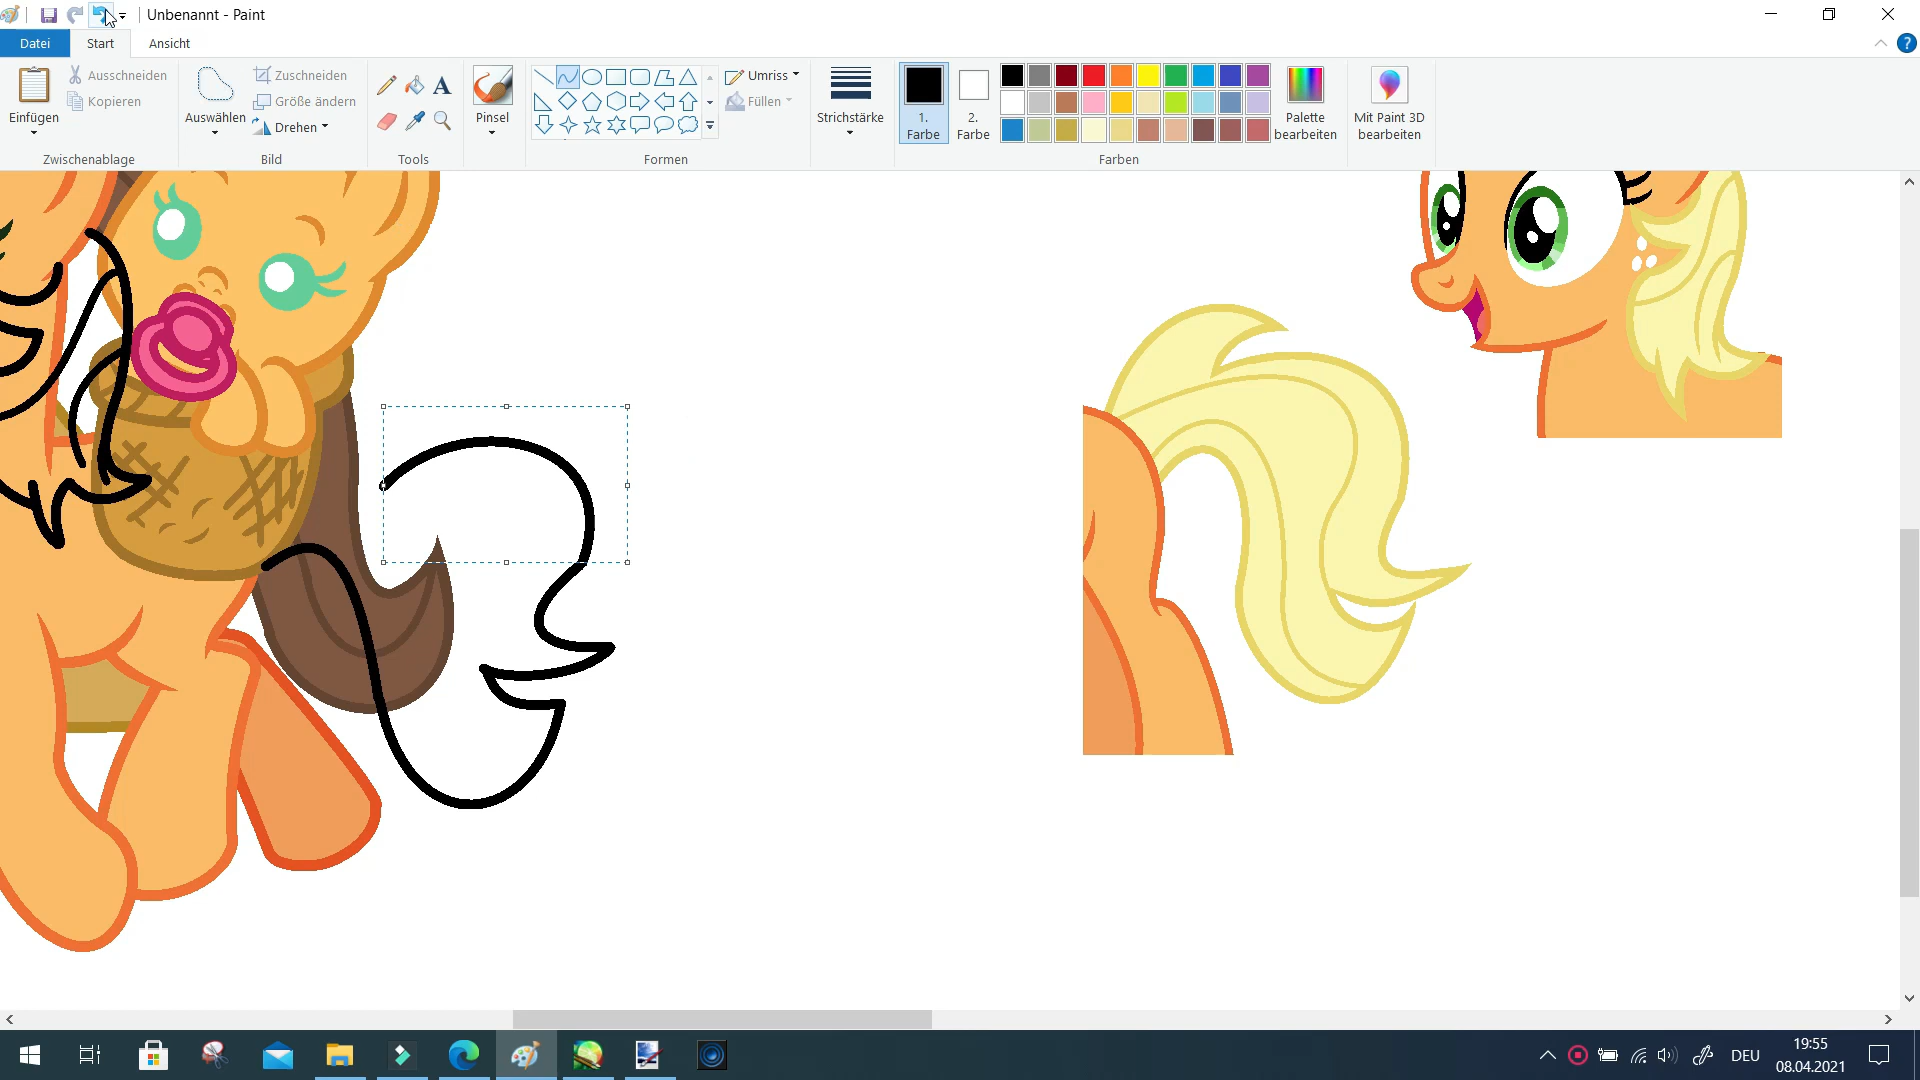 Unbenannt - Paint
Datei
Start
Ansicht
Einfügen
Ausschneiden
Kopieren
Zwischenablage
Auswählen
Zuschneiden
Größe ändern
Drehen
Bild
A
Tools
Pinsel
Umriss
Füllen
Formen
Strichstärke
1.
Farbe
2.
Farbe
Palette
bearbeiten
Farben
Mit Paint 3D
bearbeiten
DEU
19:55
08.04.2021